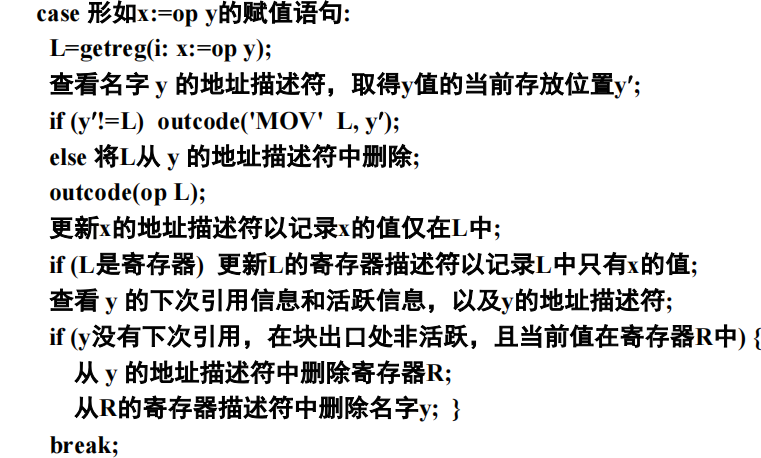 case 形如x:=op y的赋值语句:
L=getreg(i: x:=op y);
查看名字 y 的地址描述符，取得y值的当前存放位置y′;
if (y′!=L) outcode('MOV' L, y′);
else 将L从 y 的地址描述符中删除;
outcode(op L);
更新x的地址描述符以记录x的值仅在L中;
if (L是寄存器) 更新L的寄存器描述符以记录L中只有x的值;
查看 y 的下次引用信息和活跃信息，以及y的地址描述符;
if (y没有下次引用，在块出口处非活跃，且当前值在寄存器R中) {
从 y 的地址描述符中删除寄存器R;
从R的寄存器描述符中删除名字y; }
break;